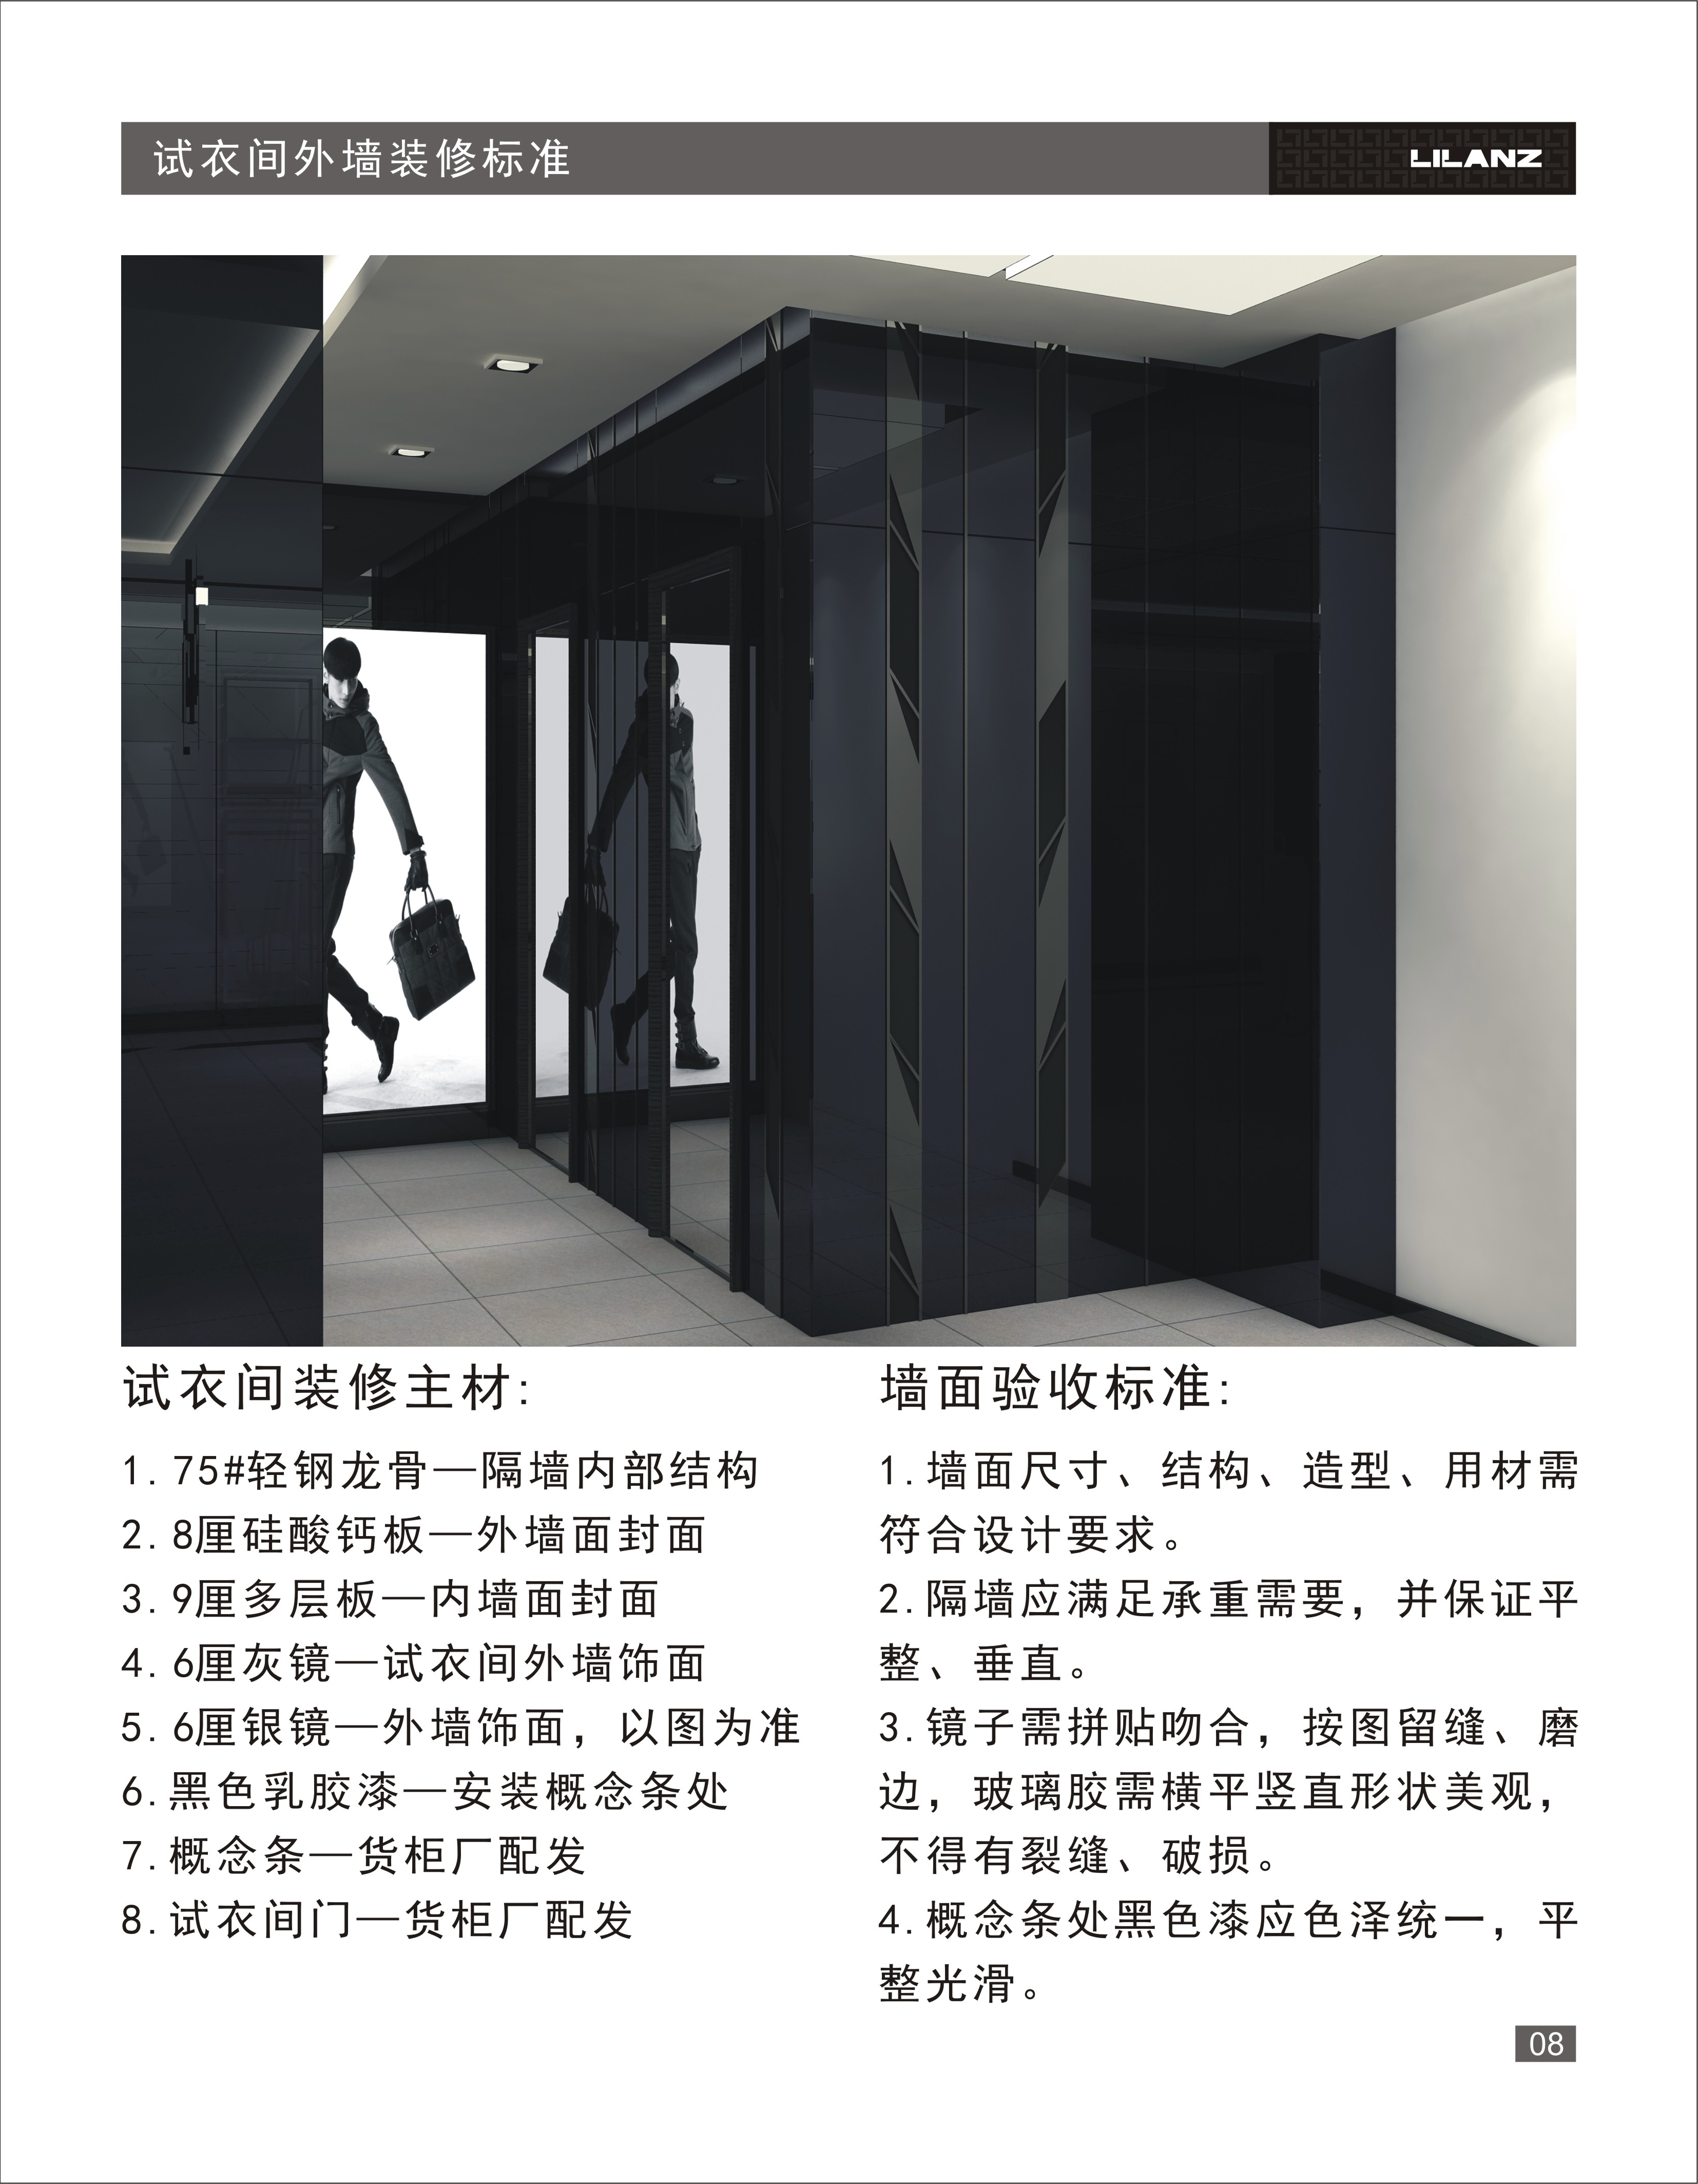 试衣间外墙装修标准
LILANZ
试衣间装修主材:
1.75#轻钢龙骨—隔墙内部结构
2.8厘硅酸钙板—外墙面封面
3.9厘多层板—内墙面封面
4.6厘灰镜—试衣间外墙饰面
5.6厘银镜—外墙饰面，以图为准
6.黑色乳胶漆—安装概念条处
7.概念条—货柜厂配发
8.试衣间门—货柜厂配发
墙面验收标准:
1.墙面尺寸、结构、造型、用材需
符合设计要求。
2.隔墙应满足承重需要，并保证平
整、垂直。
3.镜子需拼贴吻合，按图留缝、磨
边，玻璃胶需横平竖直形状美观，
不得有裂缝、破损。
4.概念条处黑色漆应色泽统一，平
整光滑。
08